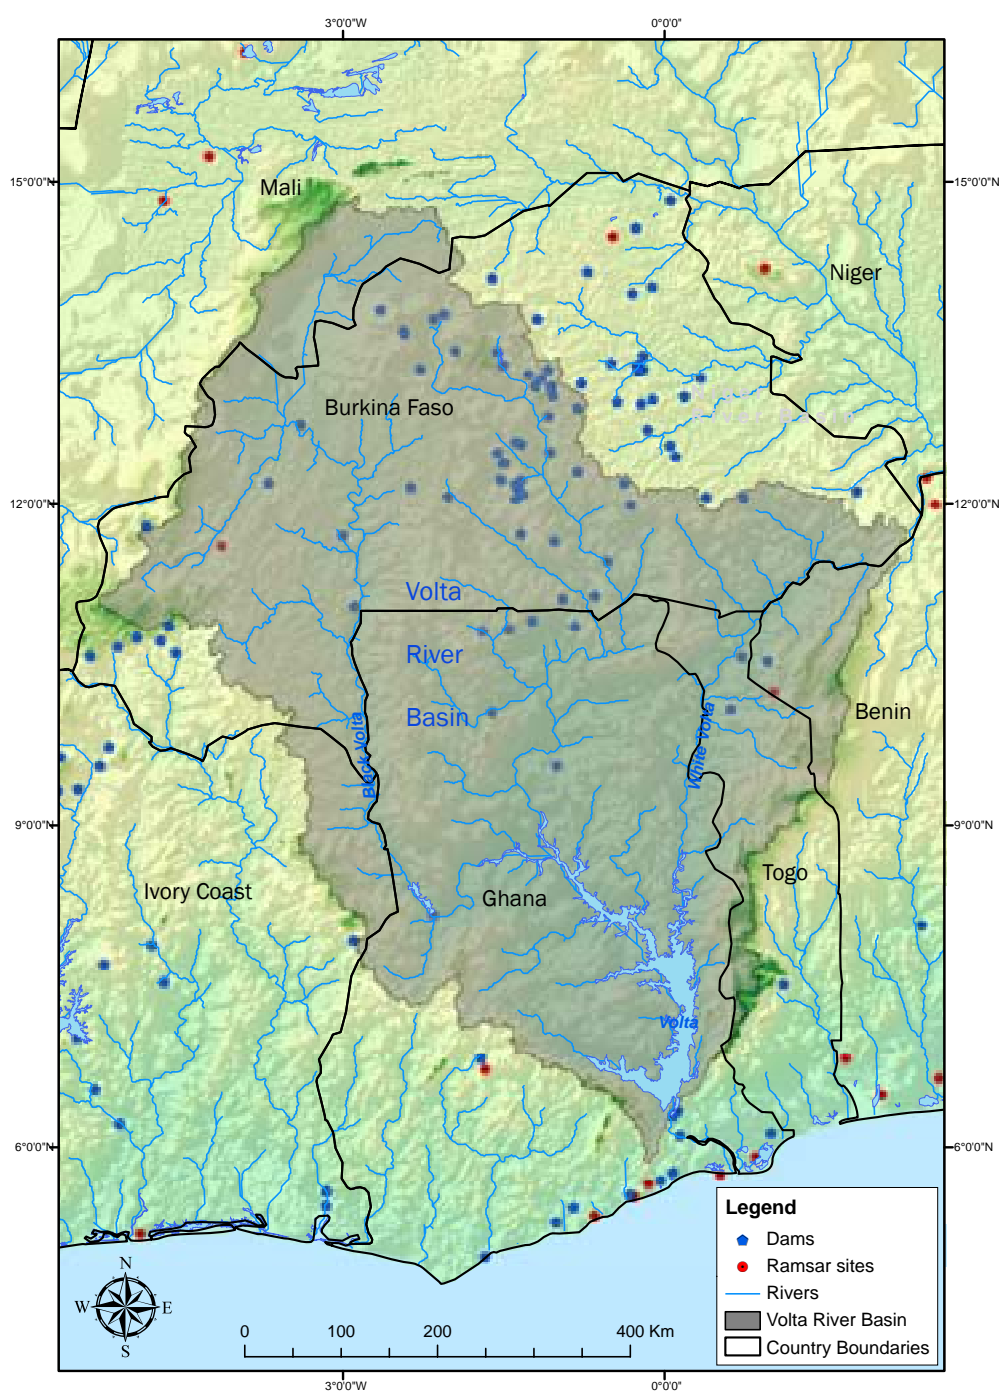 3°0'0"W 0°0'0"
15°0'0"N 15°0'0"N
Mali
Niger
Burkina Faso
12°0'0"N 12°0'0"N
Volta
River
Basin
Black Volta
White Volta
Benin
9°0'0"N 9°0'0"N
Togo
Ivory Coast
Ghana
Volta
6°0'0"N 6°0'0"N
Legend
Dams
Ramsar sites
Rivers
Volta River Basin
Country Boundaries
N
W E
S
0 100 200 400 Km
3°0'0"W 0°0'0"